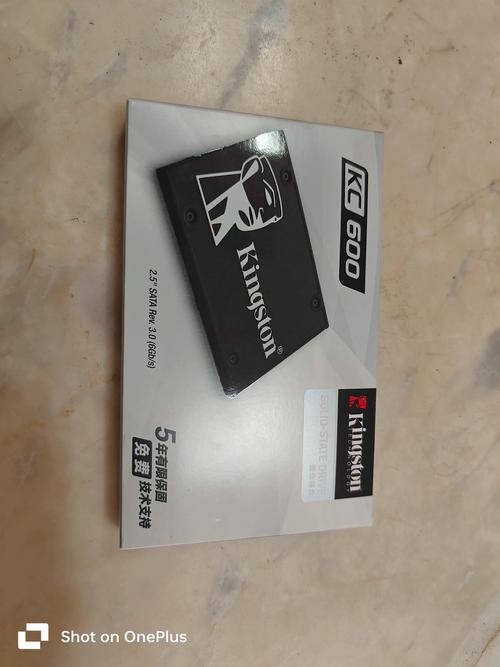 KC 600
Kingston
TECHNOLOGY
SOLID-STATE DRIVE
Kingston®
2.5" SATA Rev. 3.0 (6Gb/s)
5年有限保固
免费 技术支持
Shot on OnePlus